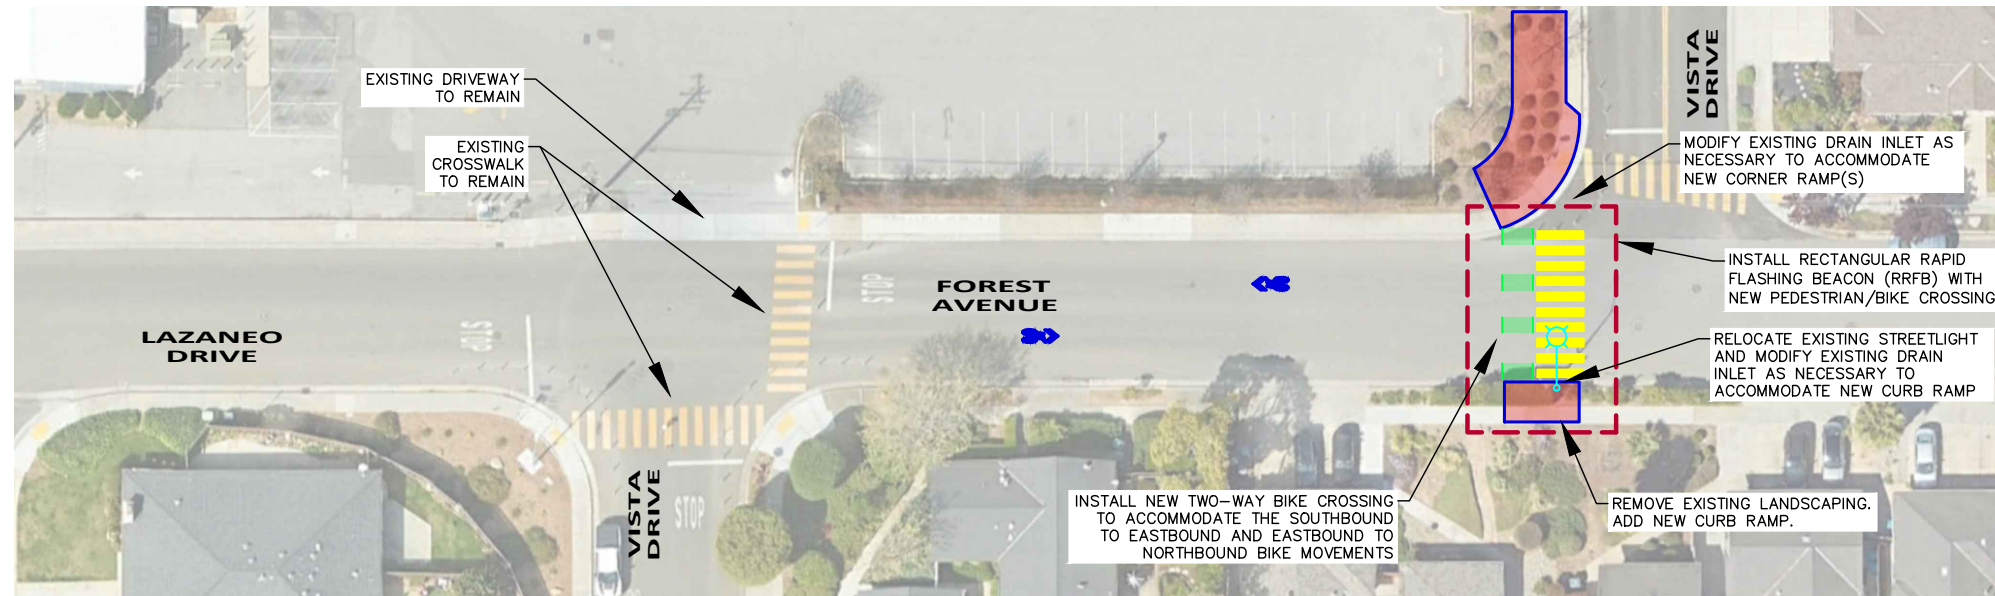 EXISTING DRIVEWAY
TO REMAIN
EXISTING
CROSSWALK
TO REMAIN
VISTA
DRIVE
MODIFY EXISTING DRAIN INLET AS
NECESSARY TO ACCOMMODATE
NEW CORNER RAMP(S)
INSTALL RECTANGULAR RAPID
FLASHING BEACON (RRFB) WITH
NEW PEDESTRIAN/BIKE CROSSING
STOP
FOREST
AVENUE
LAZANEO
DRIVE
STOP
RELOCATE EXISTING STREETLIGHT
AND MODIFY EXISTING DRAIN
INLET AS NECESSARY TO
ACCOMMODATE NEW CURB RAMP
VISTA
DRIVE
STOP
INSTALL NEW TWO-WAY BIKE CROSSING
TO ACCOMMODATE THE SOUTHBOUND
TO EASTBOUND AND EASTBOUND TO
NORTHBOUND BIKE MOVEMENTS
REMOVE EXISTING LANDSCAPING.
ADD NEW CURB RAMP.